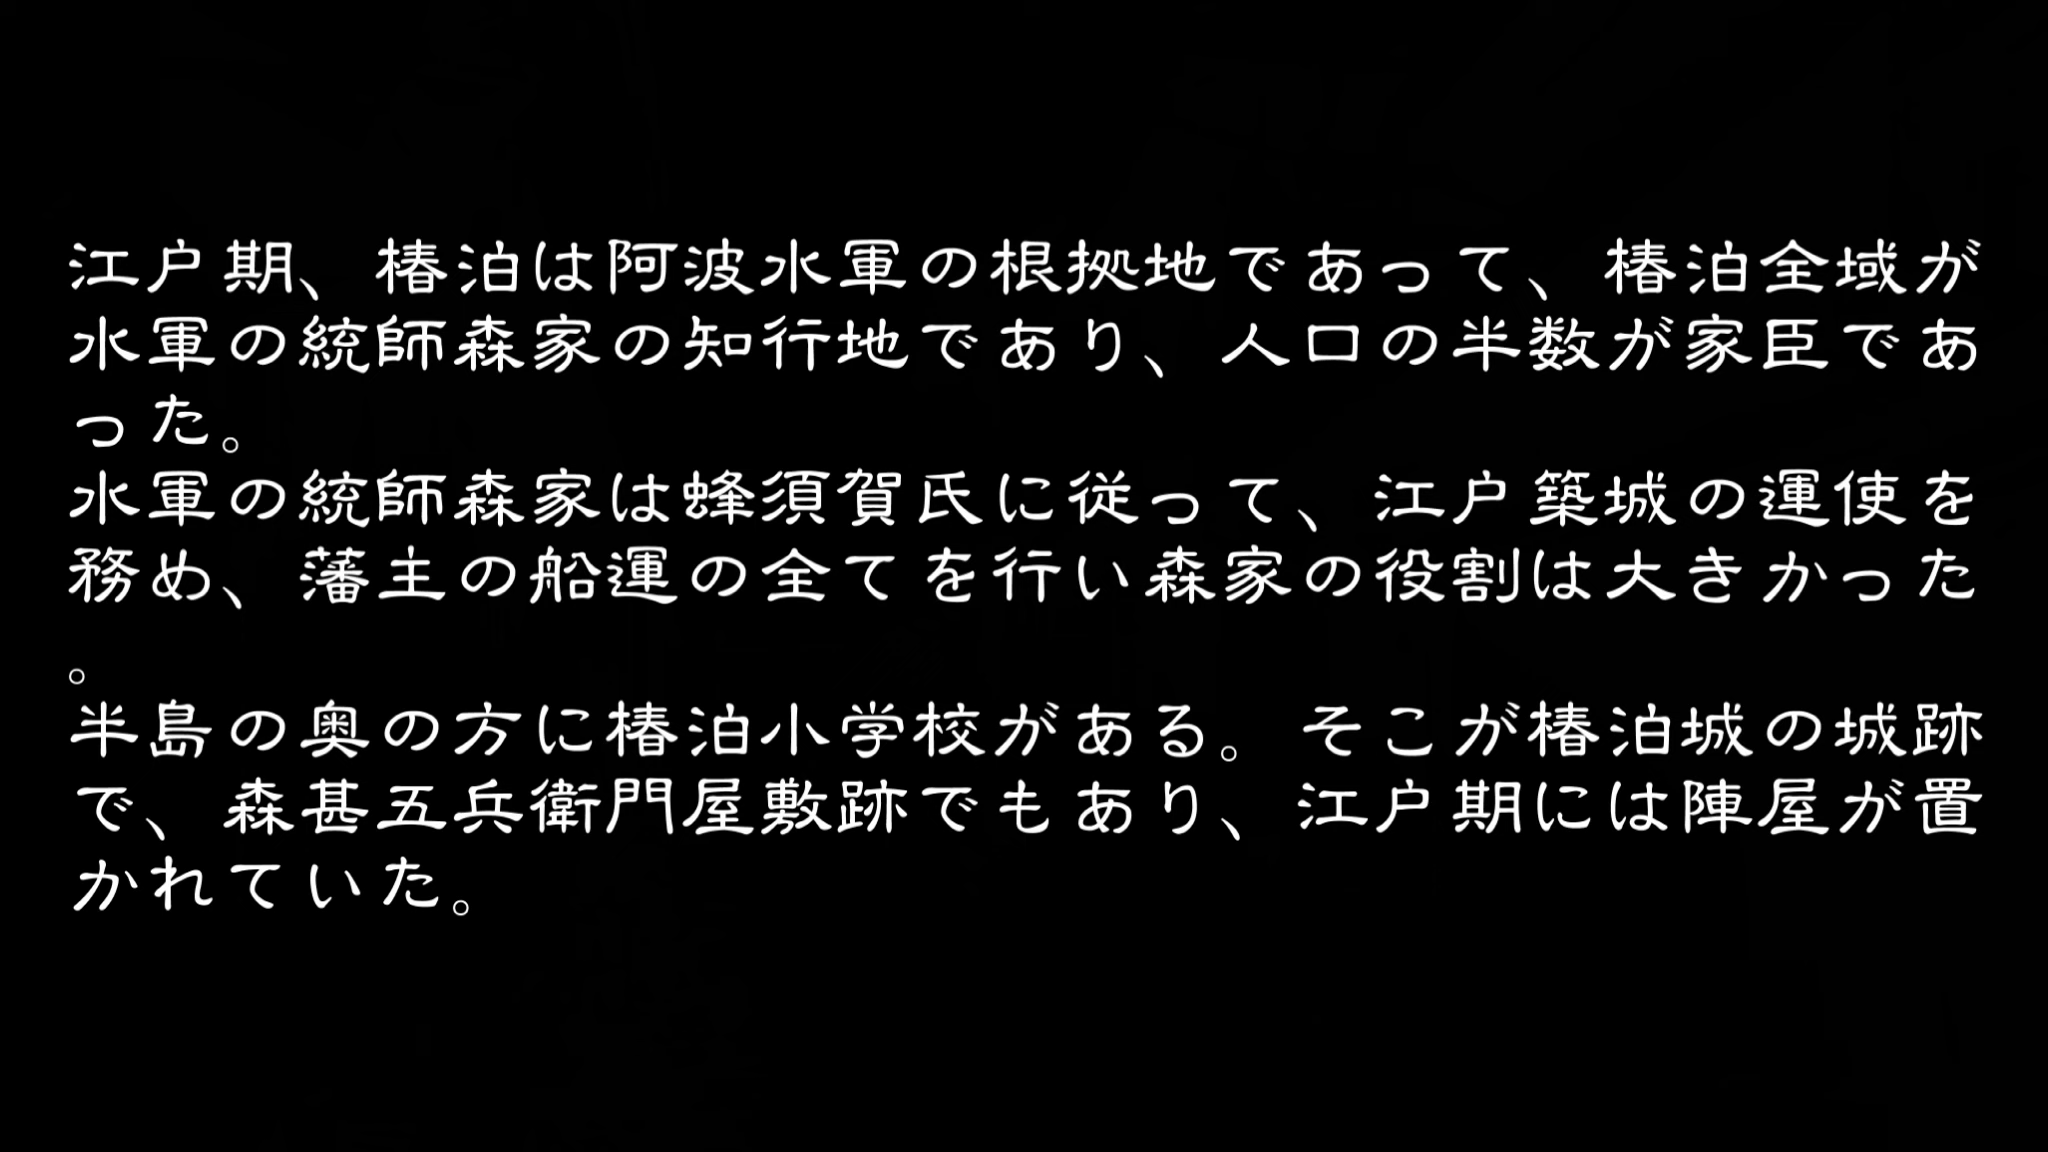 江戸期、椿泊は阿波水軍の根拠地であって、椿泊全域が
水軍の統師森家の知行地であり、人口の半数が家臣であ
った。
水軍の統師森家は蜂須賀氏に従って、江戸築城の運使を
務め、藩主の船運の全てを行い森家の役割は大きかった
。
半島の奥の方に椿泊小学校がある。そこが椿泊城の城跡
で、森甚五兵衛門屋敷跡でもあり、江戸期には陣屋が置
かれていた。